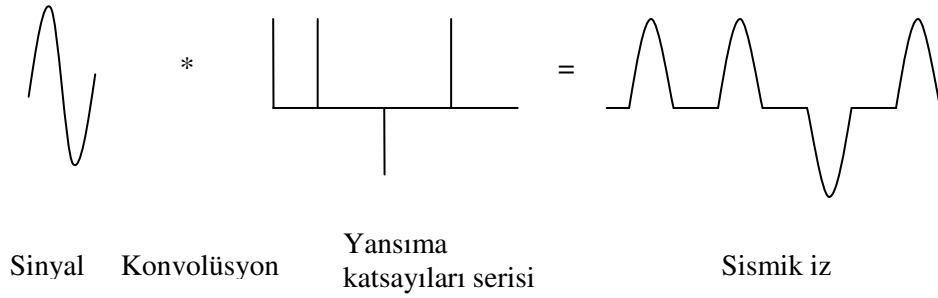 * =
Sinyal Konvolüsyon Yansıma
katsayıları serisi Sismik iz